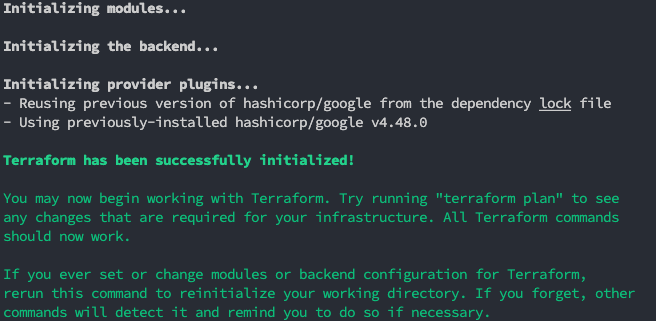 Initializing modules...
Initializing the backend...
Initializing provider plugins...
- Reusing previous version of hashicorp/google from the dependency lock file
- Using previously-installed hashicorp/google v4.48.0
Terraform has been successfully initialized!
You may now begin working with Terraform. Try running "terraform plan" to see
any changes that are required for your infrastructure. All Terraform commands
should now work.
If you ever set or change modules or backend configuration for Terraform,
rerun this command to reinitialize your working directory. If you forget, other
commands will detect it and remind you to do so if necessary.